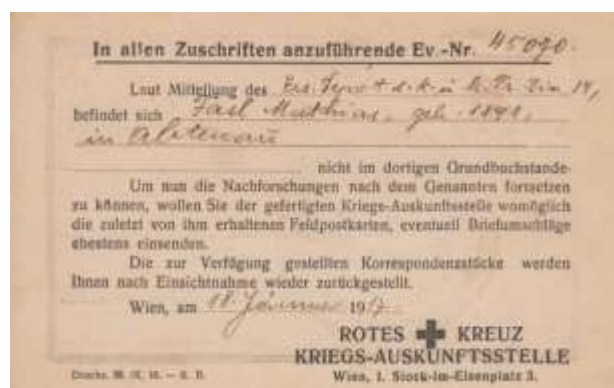 In allen Zuschriften anzuführende Ev.-Nr. 45090.
Laut Mitteilung des Ers.
befindet sich Fasl Mathias, geb. 1891,
in Altenau
nicht im dortigen Grundbuchstande.
Um nun die Nachforschungen nach dem Genannten fortsetzen
zu können, wollen Sie der gefertigten Kriegs-Auskunftsstelle womöglich
die zuletzt von ihm erhaltenen Feldpostkarten, eventuell Briefumschläge
ehestens einsenden.
Die zur Verfügung gestellten Korrespondenzstücke werden
Ihnen nach Einsichtnahme wieder zurückgestellt.
Wien, am 18. Jänner 1917
ROTES KREUZ
KRIEGS-AUSKUNFTSSTELLE
Wien, I. Stock-im-Eisenplatz 3.